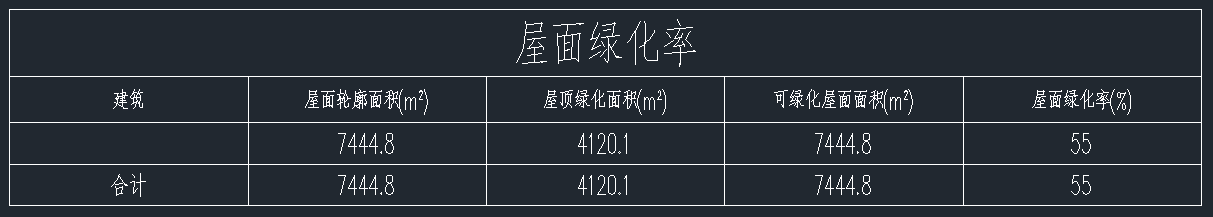 屋面绿化率
建筑 屋面轮廓面积(m²) 屋顶绿化面积(m²) 可绿化屋面面积(m²) 屋面绿化率(%)
7444.8 4120.1 7444.8 55
合计 7444.8 4120.1 7444.8 55